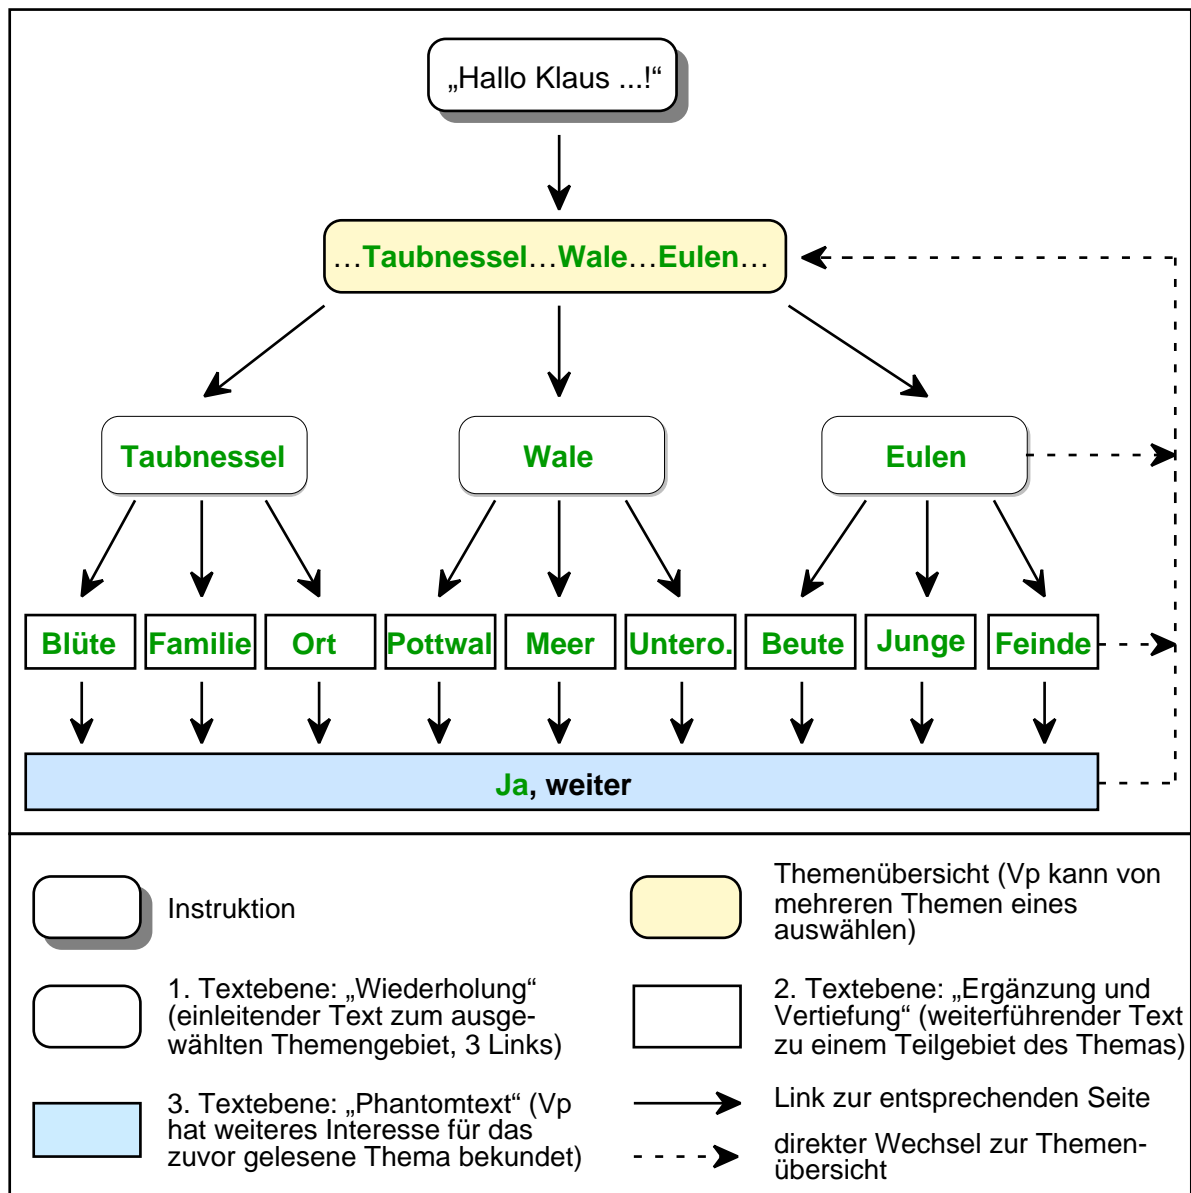 „Hallo Klaus ...!“
…Taubnessel…Wale…Eulen…
Taubnessel
Wale
Eulen
Blüte
Familie
Ort
Pottwal
Meer
Untero.
Beute
Junge
Feinde
Ja, weiter
Instruktion
Themenübersicht (Vp kann von
mehreren Themen eines
auswählen)
1. Textebene: „Wiederholung“
(einleitender Text zum ausge-
wählten Themengebiet, 3 Links)
2. Textebene: „Ergänzung und
Vertiefung“ (weiterführender Text
zu einem Teilgebiet des Themas)
3. Textebene: „Phantomtext“ (Vp
hat weiteres Interesse für das
zuvor gelesene Thema bekundet)
Link zur entsprechenden Seite
direkter Wechsel zur Themen-
übersicht